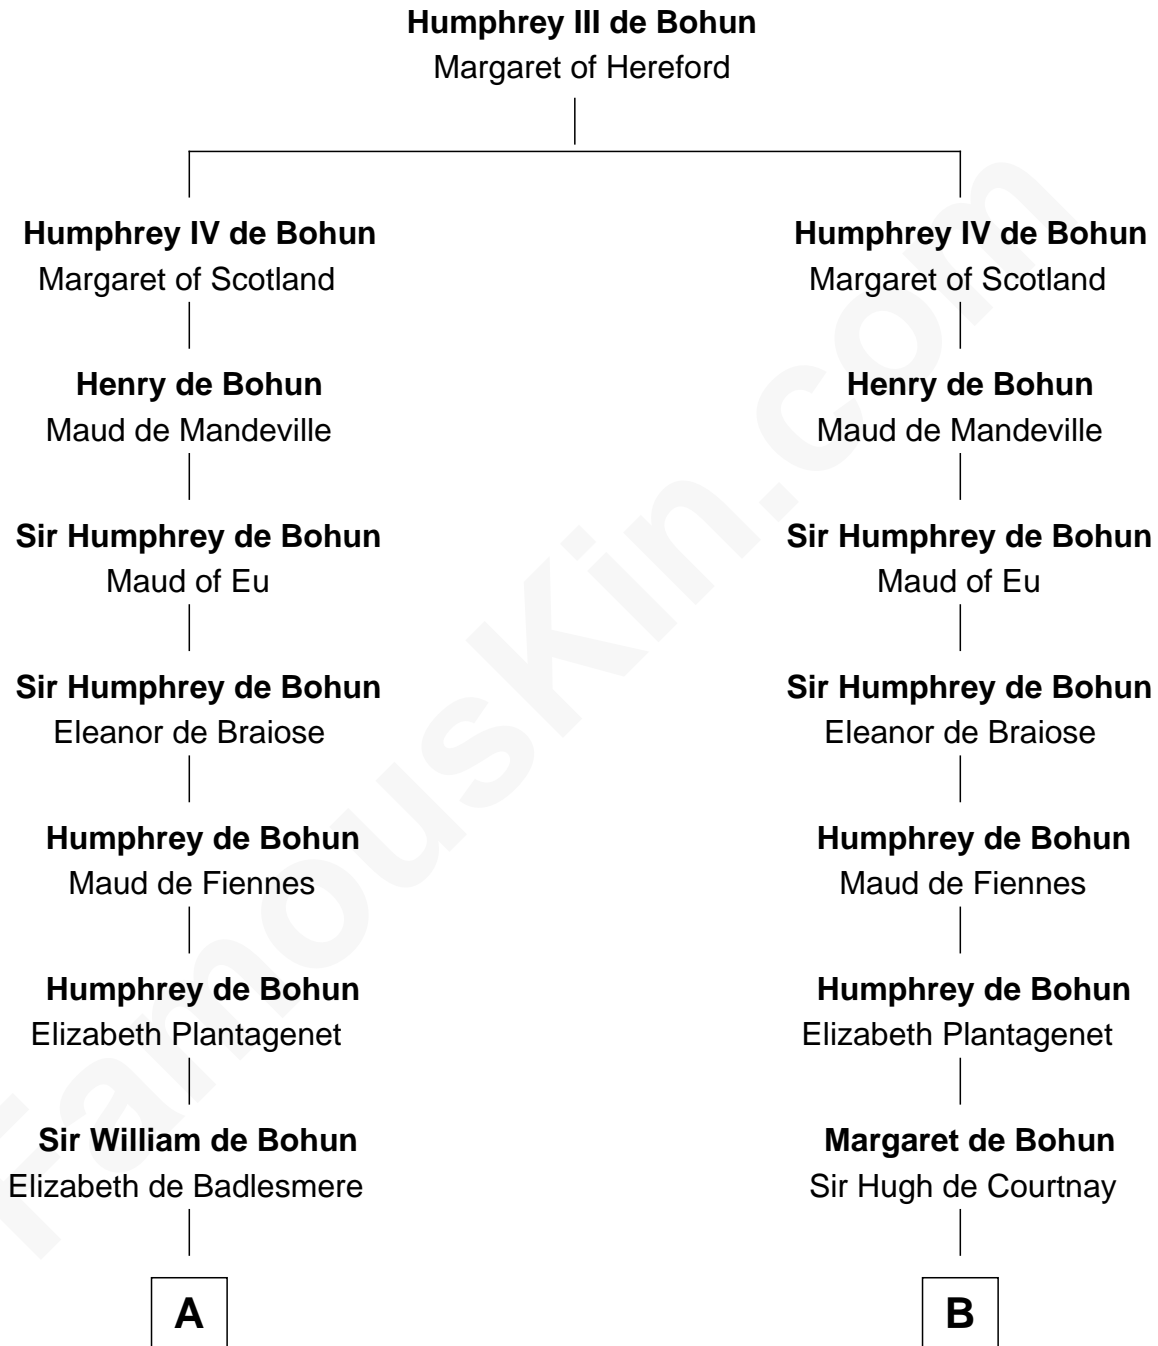 Humphrey III de Bohun
Margaret of Hereford
Humphrey IV de Bohun
Margaret of Scotland
Humphrey IV de Bohun
Margaret of Scotland
Henry de Bohun
Maud de Mandeville
Henry de Bohun
Maud de Mandeville
Sir Humphrey de Bohun
Maud of Eu
Sir Humphrey de Bohun
Maud of Eu
Sir Humphrey de Bohun
Eleanor de Braiose
Sir Humphrey de Bohun
Eleanor de Braiose
Humphrey de Bohun
Maud de Fiennes
Humphrey de Bohun
Maud de Fiennes
Humphrey de Bohun
Elizabeth Plantagenet
Humphrey de Bohun
Elizabeth Plantagenet
Sir William de Bohun
Elizabeth de Badlesmere
Margaret de Bohun
Sir Hugh de Courtnay
A
B
FamousKin.com